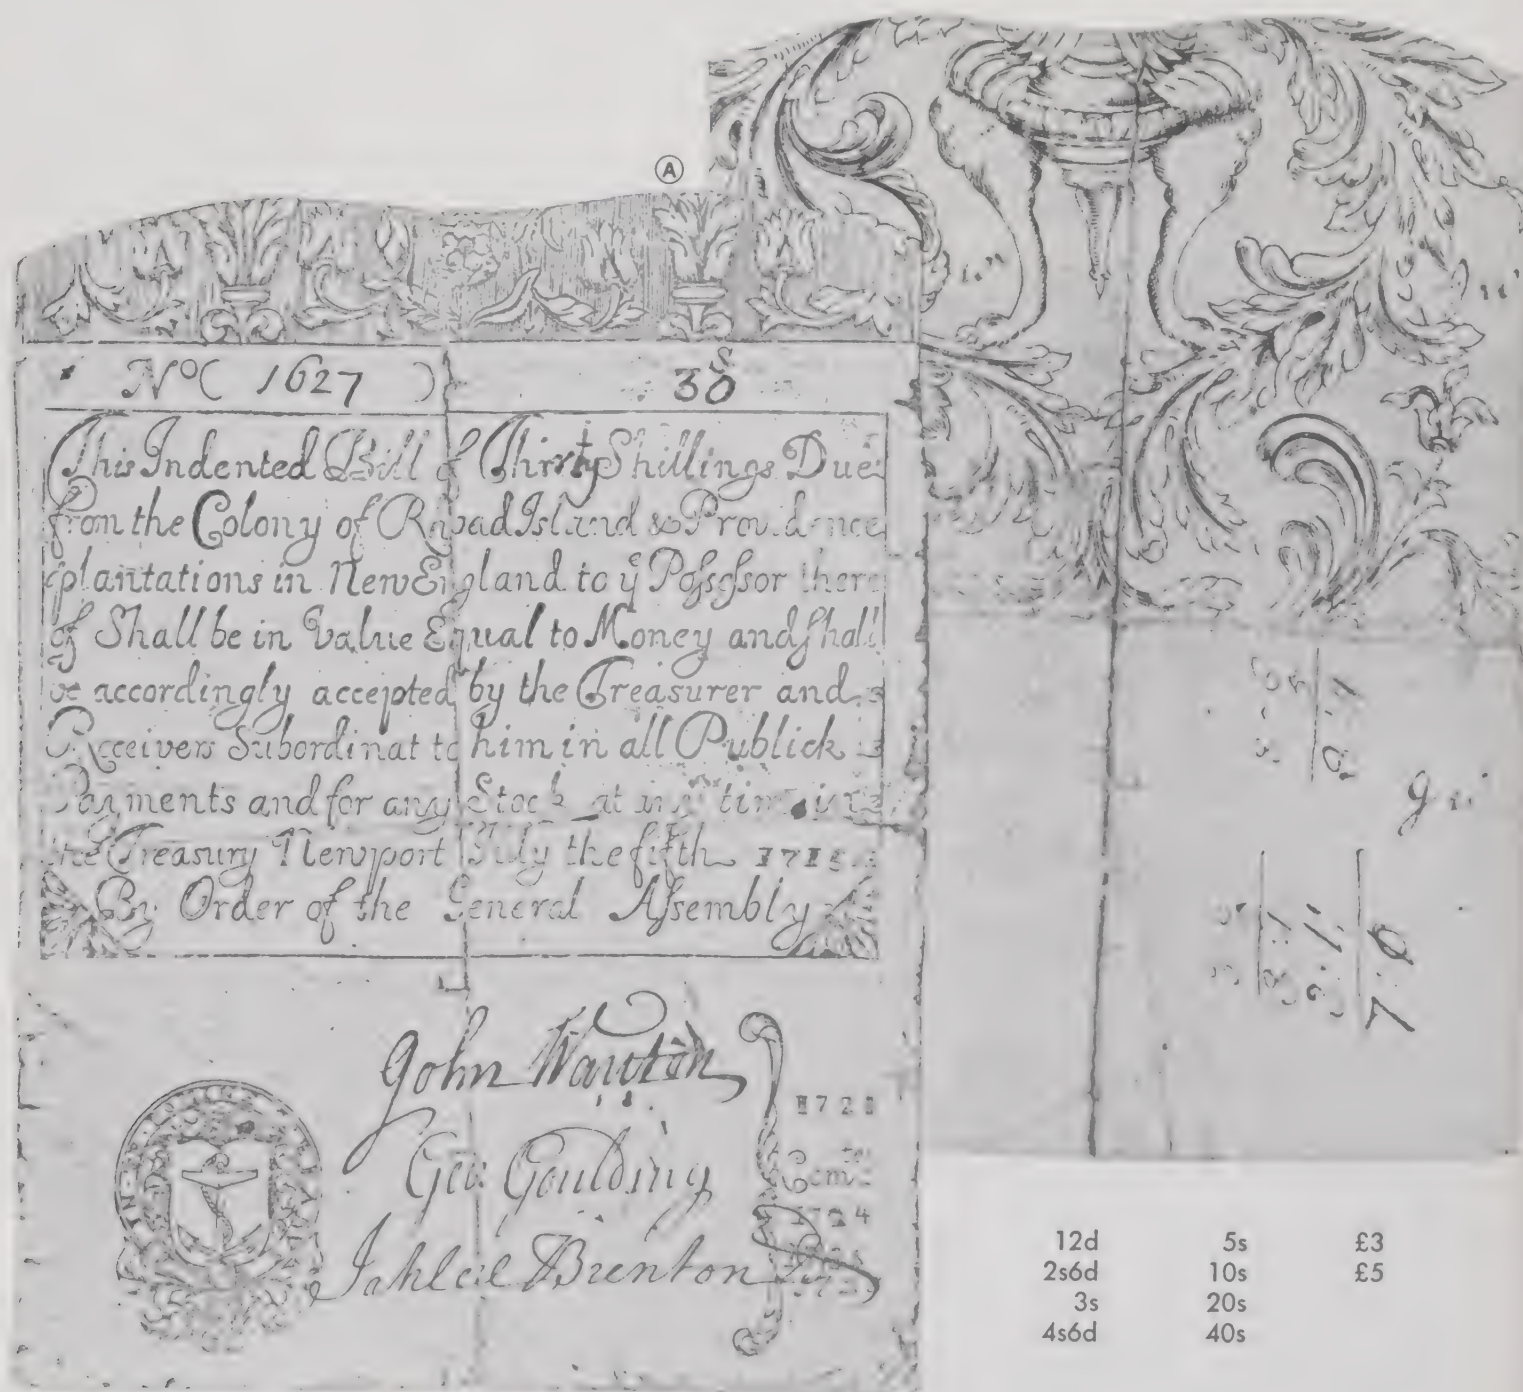 A
No( 1627 ) 30s
This Indented Bill of Thirty Shillings Due
from the Colony of Rhoad Island & Providence
plantations in New England to ye Possessor there
of Shall be in Value Equal to Money and shall
be accordingly accepted by the Treasurer and
Receivers Subordinat to him in all Publick
Payments and for any Stock at any time in
the Treasury Newport July the fifth 1715
By Order of the General Assembly
John Wanton
Geo: Goulding
Jahleel Brenton
172
Comte
1724
12d 5s £3
2s6d 10s £5
3s 20s
4s6d 40s